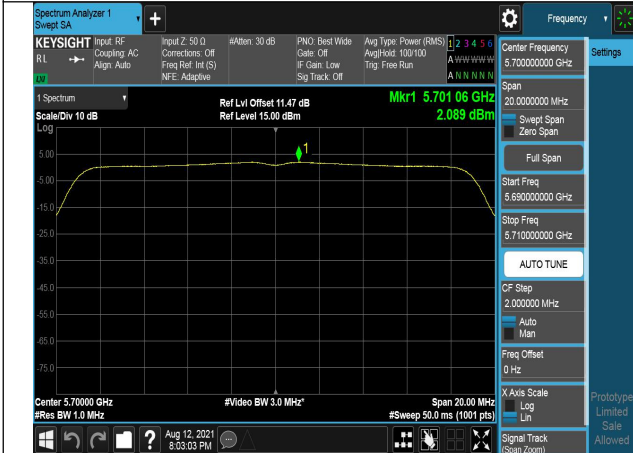 Spectrum Analyzer 1
Swept SA
+
Frequency
KEYSIGHT
RL
LXI
Input: RF
Coupling: AC
Align: Auto
Input Z: 50 Ω
Corrections: Off
Freq Ref: Int (S)
NFE: Adaptive
#Atten: 30 dB
PNO: Best Wide
Gate: Off
IF Gain: Low
Sig Track: Off
Avg Type: Power (RMS)
Avg|Hold: 100/100
Trig: Free Run
1 2 3 4 5 6
A W W W W W
A N N N N N
1 Spectrum
Scale/Div 10 dB
Ref Lvl Offset 11.47 dB
Ref Level 15.00 dBm
Mkr1 5.701 06 GHz
2.089 dBm
Log
1
5.00
-5.00
-15.0
-25.0
-35.0
-45.0
-55.0
-65.0
-75.0
Center 5.70000 GHz
#Res BW 1.0 MHz
#Video BW 3.0 MHz*
Span 20.00 MHz
#Sweep 50.0 ms (1001 pts)
?
Aug 12, 2021
8:03:03 PM
Center Frequency
5.700000000 GHz
Span
20.0000000 MHz
Swept Span
Zero Span
Full Span
Start Freq
5.690000000 GHz
Stop Freq
5.710000000 GHz
AUTO TUNE
CF Step
2.000000 MHz
Auto
Man
Freq Offset
0 Hz
X Axis Scale
Log
Lin
Signal Track
(Span Zoom)
Settings
Prototype
Limited
Sale
Allowed